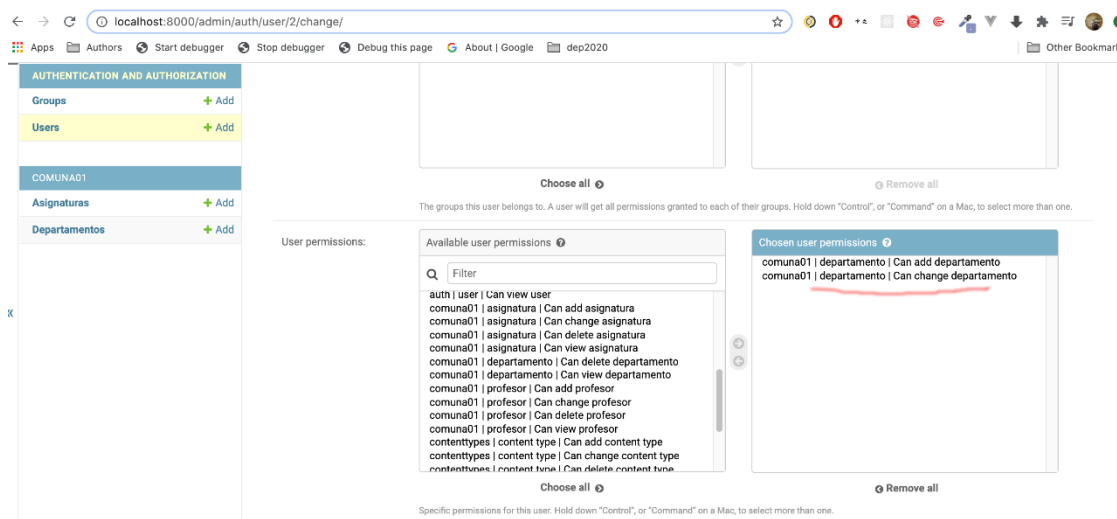 localhost:8000/admin/auth/user/2/change/
Apps Authors Start debugger Stop debugger Debug this page About | Google dep2020 Other Bookmar
AUTHENTICATION AND AUTHORIZATION
Groups + Add
Users + Add
COMUNA01
Asignaturas + Add
Departamentos + Add
Choose all Remove all
The groups this user belongs to. A user will get all permissions granted to each of their groups. Hold down “Control”, or “Command” on a Mac, to select more than one.
User permissions:
Available user permissions
Filter
auth | user | Can view user
comuna01 | asignatura | Can add asignatura
comuna01 | asignatura | Can change asignatura
comuna01 | asignatura | Can delete asignatura
comuna01 | asignatura | Can view asignatura
comuna01 | departamento | Can delete departamento
comuna01 | departamento | Can view departamento
comuna01 | profesor | Can add profesor
comuna01 | profesor | Can change profesor
comuna01 | profesor | Can delete profesor
comuna01 | profesor | Can view profesor
contenttypes | content type | Can add content type
contenttypes | content type | Can change content type
contenttypes | content type | Can delete content type
Choose all
Chosen user permissions
comuna01 | departamento | Can add departamento
comuna01 | departamento | Can change departamento
Remove all
Specific permissions for this user. Hold down “Control”, or “Command” on a Mac, to select more than one.